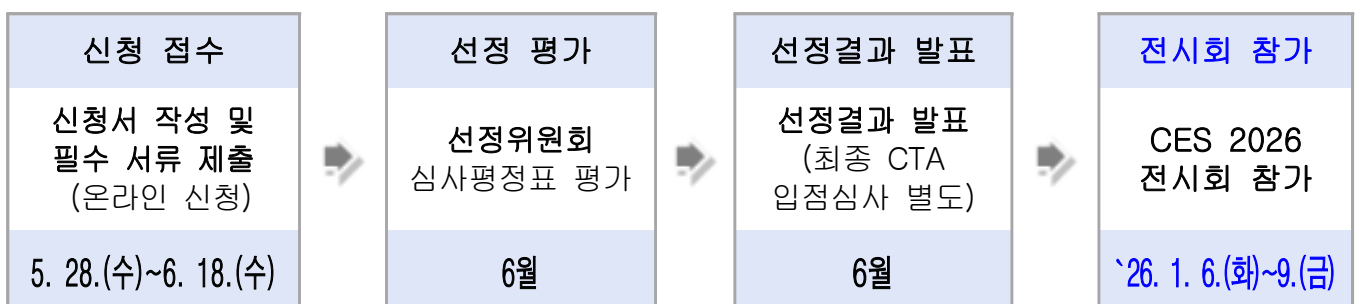 신청 접수
신청서 작성 및
필수 서류 제출
(온라인 신청)
5. 28.(수)~6. 18.(수)
선정 평가
선정위원회
심사평정표 평가
6월
선정결과 발표
선정결과 발표
(최종 CTA
입점심사 별도)
6월
전시회 참가
CES 2026
전시회 참가
`26. 1. 6.(화)~9.(금)